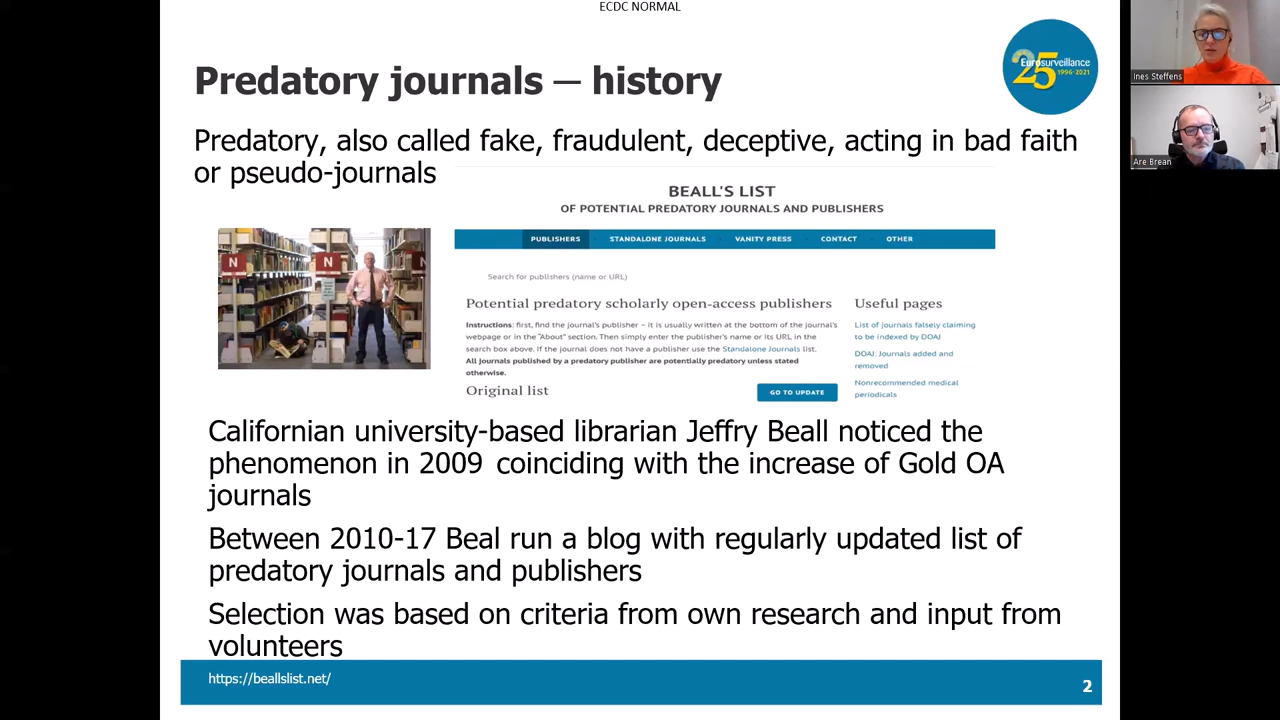 ECDC NORMAL
Predatory journals — history
25
Eurosurveillance
1996-2021
Predatory, also called fake, fraudulent, deceptive, acting in bad faith
or pseudo-journals
BEALL'S LIST
OF POTENTIAL PREDATORY JOURNALS AND PUBLISHERS
PUBLISHERS STANDALONE JOURNALS VANITY PRESS CONTACT OTHER
Search for publishers (name or URL)
Potential predatory scholarly open-access publishers
Instructions: first, find the journal's publisher – it is usually written at the bottom of the journal's
webpage or in the "About" section. Then simply enter the publisher's name or its URL in the
search box above. If the journal does not have a publisher use the Standalone Journals list.
All journals published by a predatory publisher are potentially predatory unless stated
otherwise.
Original list
GO TO UPDATE
Useful pages
List of journals falsely claiming
to be indexed by DOAJ
DOAJ: Journals added and
removed
Nonrecommended medical
periodicals
N
N
Californian university-based librarian Jeffry Beall noticed the
phenomenon in 2009 coinciding with the increase of Gold OA
journals
Between 2010-17 Beal run a blog with regularly updated list of
predatory journals and publishers
Selection was based on criteria from own research and input from
volunteers
https://beallslist.net/
2
Ines Steffens
Are Brean